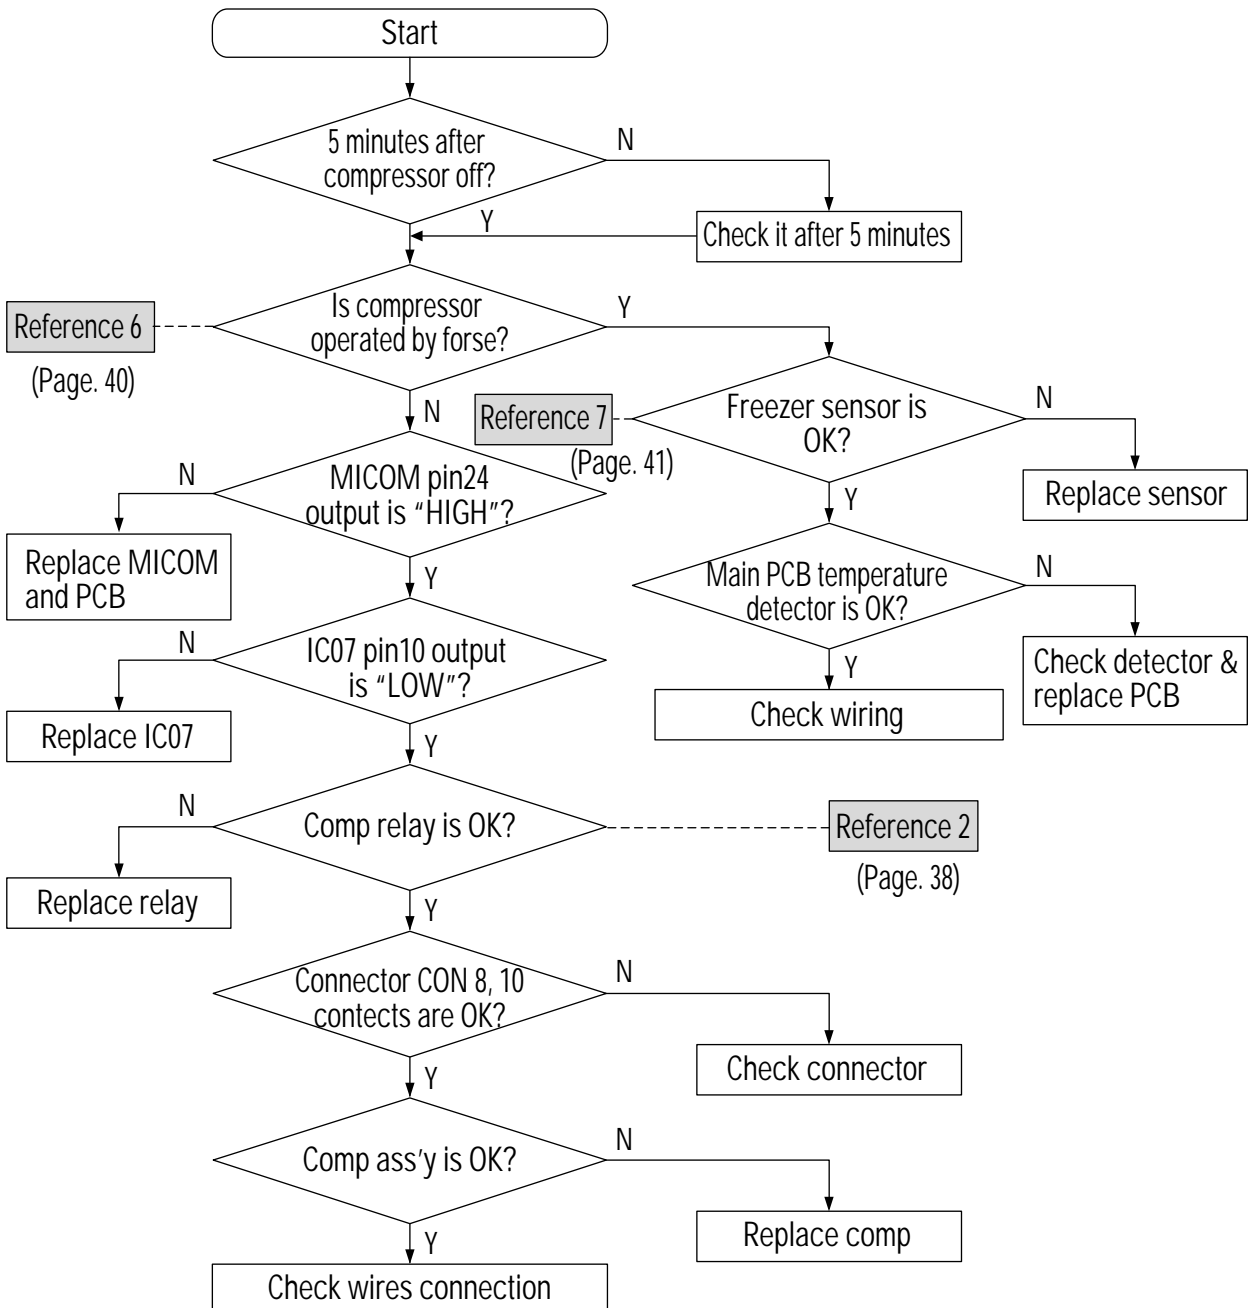 Start
5 minutes after
compressor off?
N
Y
Check it after 5 minutes
Reference 6
(Page. 40)
Is compressor
operated by forse?
Y
N
Reference 7
(Page. 41)
Freezer sensor is
OK?
N
Replace sensor
Y
MICOM pin24
output is “HIGH”?
N
Replace MICOM
and PCB
Y
Main PCB temperature
detector is OK?
N
Check detector &
replace PCB
Y
Check wiring
IC07 pin10 output
is “LOW”?
N
Replace IC07
Y
Comp relay is OK?
N
Replace relay
Reference 2
(Page. 38)
Y
Connector CON 8, 10
contects are OK?
N
Check connector
Y
Comp ass’y is OK?
N
Replace comp
Y
Check wires connection